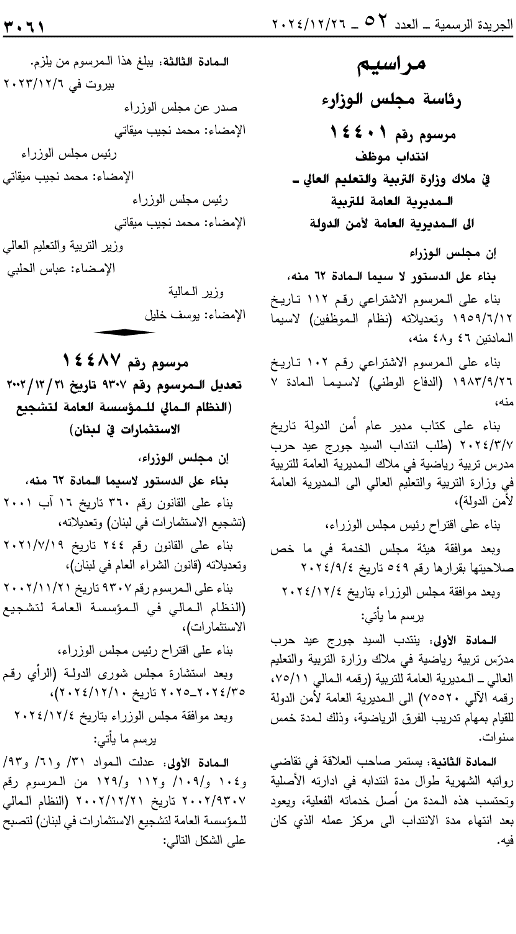 الجريدة الرسمية ــ العدد ٥٢ ــ ٢٠٢٤/١٢/٢٦
٣٠٦١
مراسيم
رئاسة مجلس الوزارء
مرسوم رقم ١٤٤٠١
انتداب موظف
في ملاك وزارة التربية والتعليم العالي ــ
المديرية العامة للتربية
الى المديرية العامة لأمن الدولة
إن مجلس الوزراء
بناء على الدستور لا سيما المادة ٦٢ منه،
بناء على المرسوم الاشتراعي رقم ١١٢ تاريخ
١٩٥٩/٦/١٢ وتعديلاته (نظام الموظفين) لاسيما
المادتين ٤٦ و٤٨ منه،
بناء على المرسوم الاشتراعي رقم ١٠٢ تاريخ
١٩٨٣/٩/٢٦ (الدفاع الوطني) لاسيما المادة ٧
منه،
بناء على كتاب مدير عام أمن الدولة تاريخ
٢٠٢٤/٣/٧ (طلب انتداب السيد جورج عيد حرب
مدرس تربية رياضية في ملاك المديرية العامة للتربية
في وزارة التربية والتعليم العالي الى المديرية العامة
لأمن الدولة)،
بناء على اقتراح رئيس مجلس الوزراء،
وبعد موافقة هيئة مجلس الخدمة في ما خص
صلاحيتها بقرارها رقم ٥٤٩ تاريخ ٢٠٢٤/٩/٤
وبعد موافقة مجلس الوزراء بتاريخ ٢٠٢٤/١٢/٤
يرسم ما يأتي:
المادة الأولى: ينتدب السيد جورج عيد حرب
مدرّس تربية رياضية في ملاك وزارة التربية والتعليم
العالي ــ المديرية العامة للتربية (رقمه المالي ٧٥/١١،
رقمه الآلي ٧٥٥٢٠) الى المديرية العامة لأمن الدولة
للقيام بمهام تدريب الفرق الرياضية، وذلك لمدة خمس
سنوات.
المادة الثانية: يستمر صاحب العلاقة في تقاضي
رواتبه الشهرية طوال مدة انتدابه في ادارته الأصلية
وتحتسب هذه المدة من أصل خدماته الفعلية، ويعود
بعد انتهاء مدة الانتداب الى مركز عمله الذي كان
فيه.
المادة الثالثة: يبلغ هذا المرسوم من يلزم.
بيروت في ٢٠٢٣/١٢/٦
صدر عن مجلس الوزراء
الإمضاء: محمد نجيب ميقاتي
رئيس مجلس الوزراء
الإمضاء: محمد نجيب ميقاتي
رئيس مجلس الوزراء
الإمضاء: محمد نجيب ميقاتي
وزير التربية والتعليم العالي
الإمضاء: عباس الحلبي
وزير المالية
الإمضاء: يوسف خليل
مرسوم رقم ١٤٤٨٧
تعديل المرسوم رقم ٩٣٠٧ تاريخ ٢٠٠٢/١٢/٢١
(النظام المالي للمؤسسة العامة لتشجيع
الاستثمارات في لبنان)
إن مجلس الوزراء،
بناء على الدستور لاسيما المادة ٦٢ منه،
بناء على القانون رقم ٣٦٠ تاريخ ١٦ آب ٢٠٠١
(تشجيع الاستثمارات في لبنان) وتعديلاته،
بناء على القانون رقم ٢٤٤ تاريخ ٢٠٢١/٧/١٩
وتعديلاته (قانون الشراء العام في لبنان)،
بناء على المرسوم رقم ٩٣٠٧ تاريخ ٢٠٠٢/١١/٢١
(النظام المالي في المؤسسة العامة لتشجيع
الاستثمارات)،
بناء على اقتراح رئيس مجلس الوزراء،
وبعد استشارة مجلس شورى الدولة (الرأي رقم
٢٠٢٤/٣٥ــ٢٠٢٥ تاريخ ٢٠٢٤/١٢/١٠)،
وبعد موافقة مجلس الوزراء بتاريخ ٢٠٢٤/١٢/٤
يرسم ما يأتي:
المادة الأولى: عدلت المواد ٣١/ و٦١/ و٩٣/
و١٠٤ و١٠٩/ و١١٢ و١٢٩/ من المرسوم رقم
٢٠٠٢/٩٣٠٧ تاريخ ٢٠٠٢/١٢/٢١ (النظام المالي
للمؤسسة العامة لتشجيع الاستثمارات في لبنان) لتصبح
على الشكل التالي: